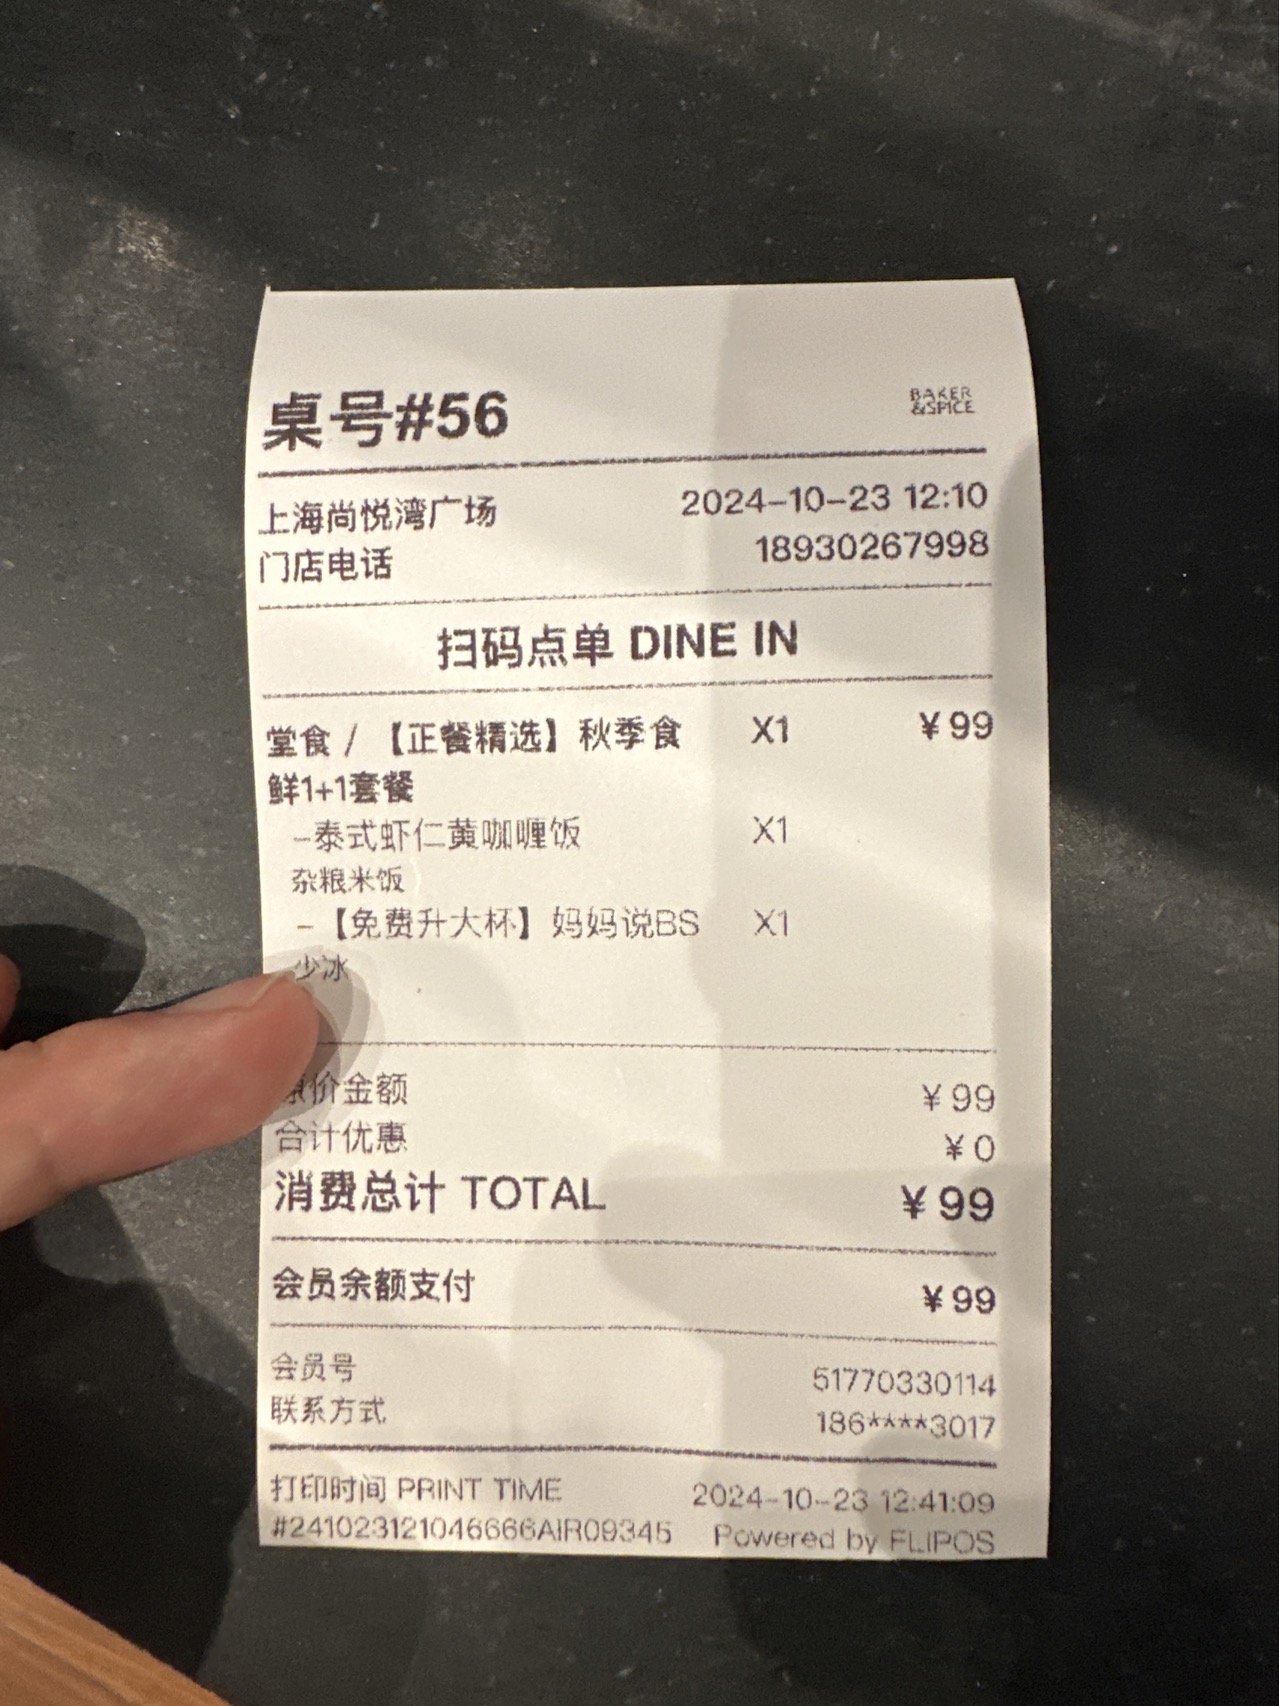 桌号#56
BAKER
&SPICE
上海尚悦湾广场 2024-10-23 12:10
门店电话 18930267998
扫码点单 DINE IN
堂食 / 【正餐精选】秋季食 X1 ¥99
鲜1+1套餐
-泰式虾仁黄咖喱饭 X1
杂粮米饭
-【免费升大杯】妈妈说BS X1
少冰
原价金额 ¥99
合计优惠 ¥0
消费总计 TOTAL ¥99
会员余额支付 ¥99
会员号 51770330114
联系方式 186****3017
打印时间 PRINT TIME 2024-10-23 12:41:09
#241023121046666AIR09345 Powered by FLIPOS